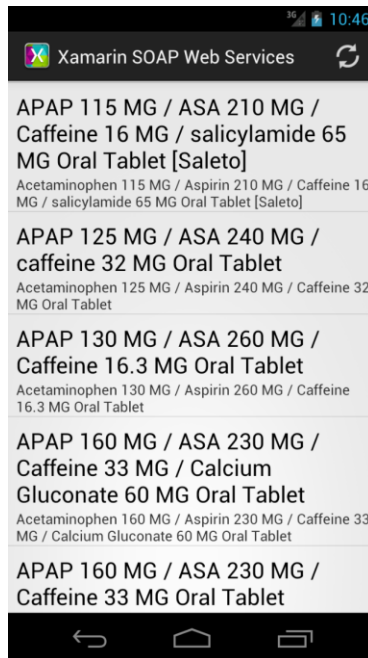 3G 10:46
Xamarin SOAP Web Services
APAP 115 MG / ASA 210 MG /
Caffeine 16 MG / salicylamide 65
MG Oral Tablet [Saleto]
Acetaminophen 115 MG / Aspirin 210 MG / Caffeine 16
MG / salicylamide 65 MG Oral Tablet [Saleto]
APAP 125 MG / ASA 240 MG /
caffeine 32 MG Oral Tablet
Acetaminophen 125 MG / Aspirin 240 MG / Caffeine 32
MG Oral Tablet
APAP 130 MG / ASA 260 MG /
Caffeine 16.3 MG Oral Tablet
Acetaminophen 130 MG / Aspirin 260 MG / Caffeine
16.3 MG Oral Tablet
APAP 160 MG / ASA 230 MG /
Caffeine 33 MG / Calcium
Gluconate 60 MG Oral Tablet
Acetaminophen 160 MG / Aspirin 230 MG / Caffeine 33
MG / Calcium Gluconate 60 MG Oral Tablet
APAP 160 MG / ASA 230 MG /
Caffeine 33 MG Oral Tablet